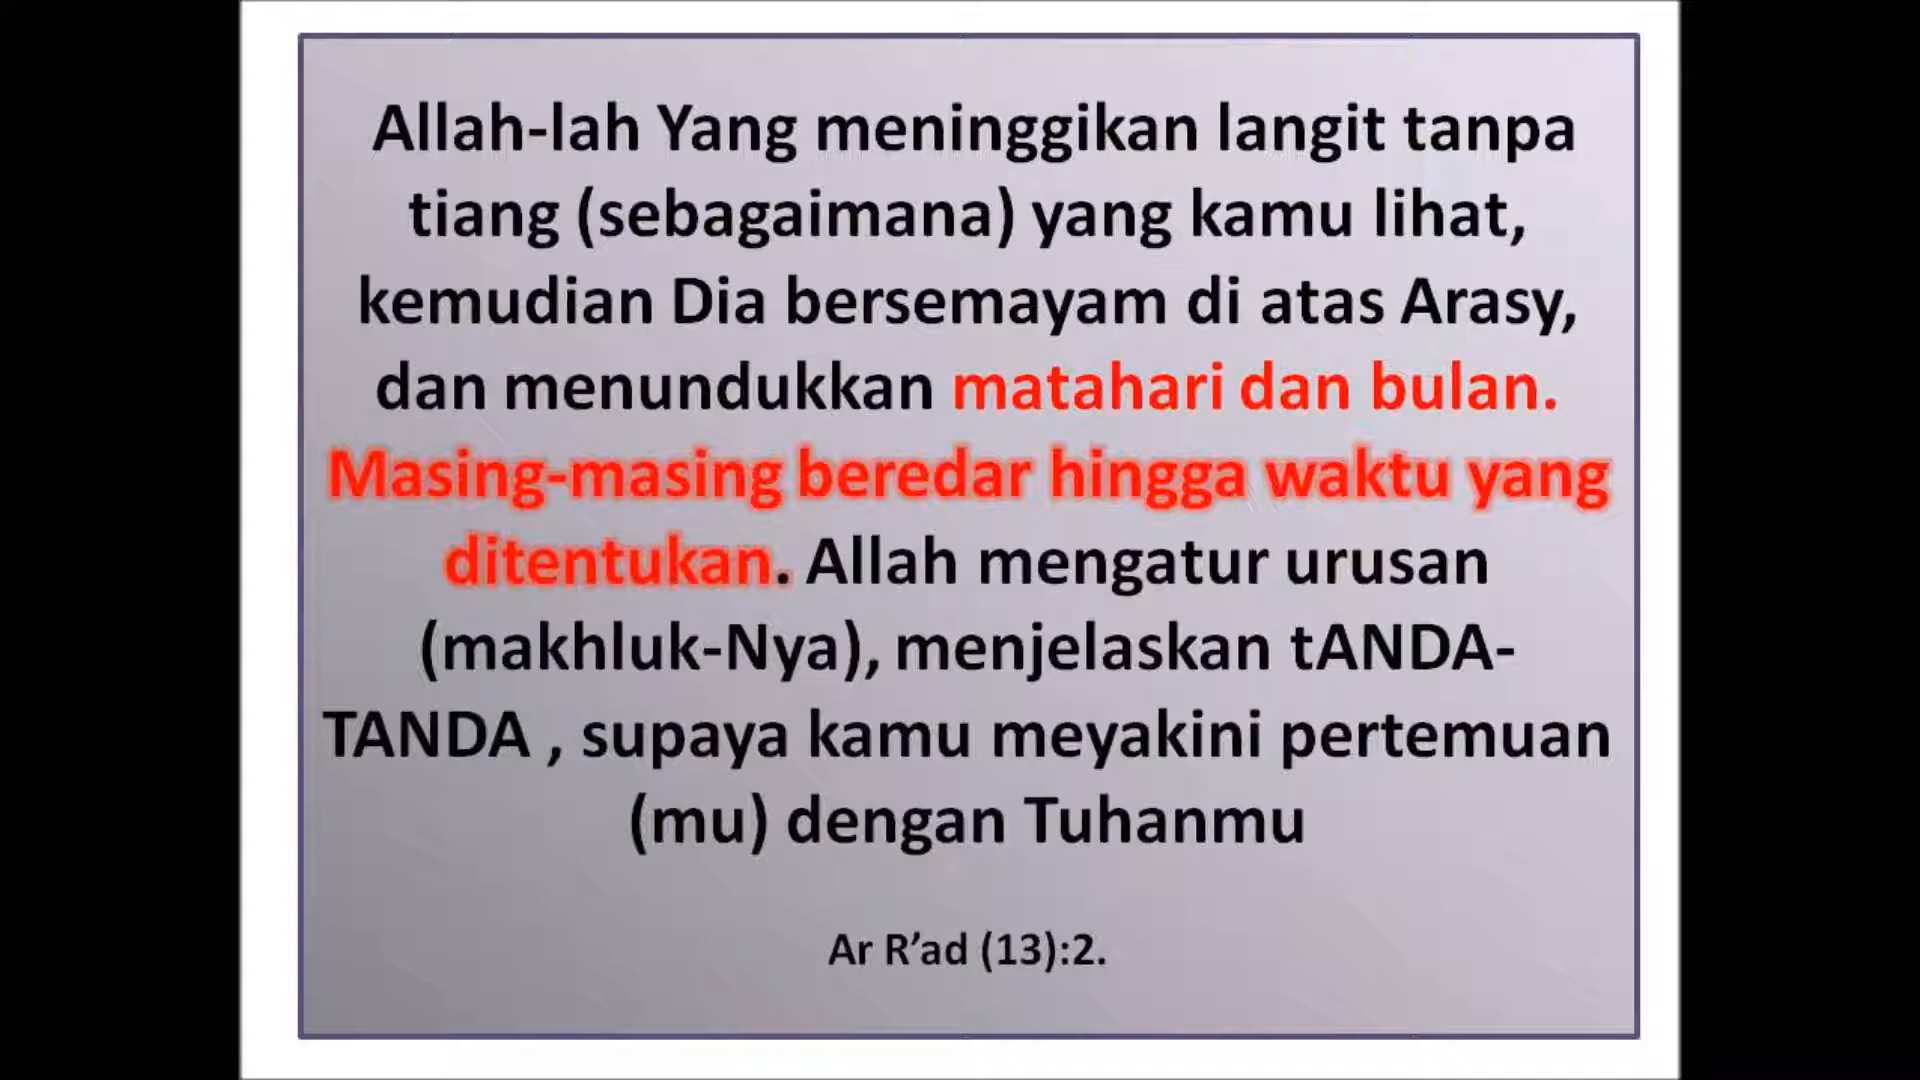 Allah-lah Yang meninggikan langit tanpa
tiang (sebagaimana) yang kamu lihat,
kemudian Dia bersemayam di atas Arasy,
dan menundukkan matahari dan bulan.
Masing-masing beredar hingga waktu yang
ditentukan. Allah mengatur urusan
(makhluk-Nya), menjelaskan tANDA-
TANDA , supaya kamu meyakini pertemuan
(mu) dengan Tuhanmu
Ar R’ad (13):2.